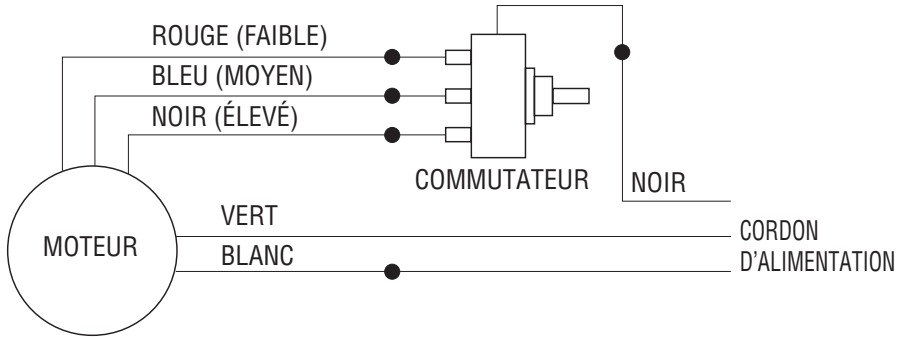 ROUGE (FAIBLE)
BLEU (MOYEN)
NOIR (ÉLEVÉ)
COMMUTATEUR
NOIR
VERT
MOTEUR
BLANC
CORDON
D'ALIMENTATION